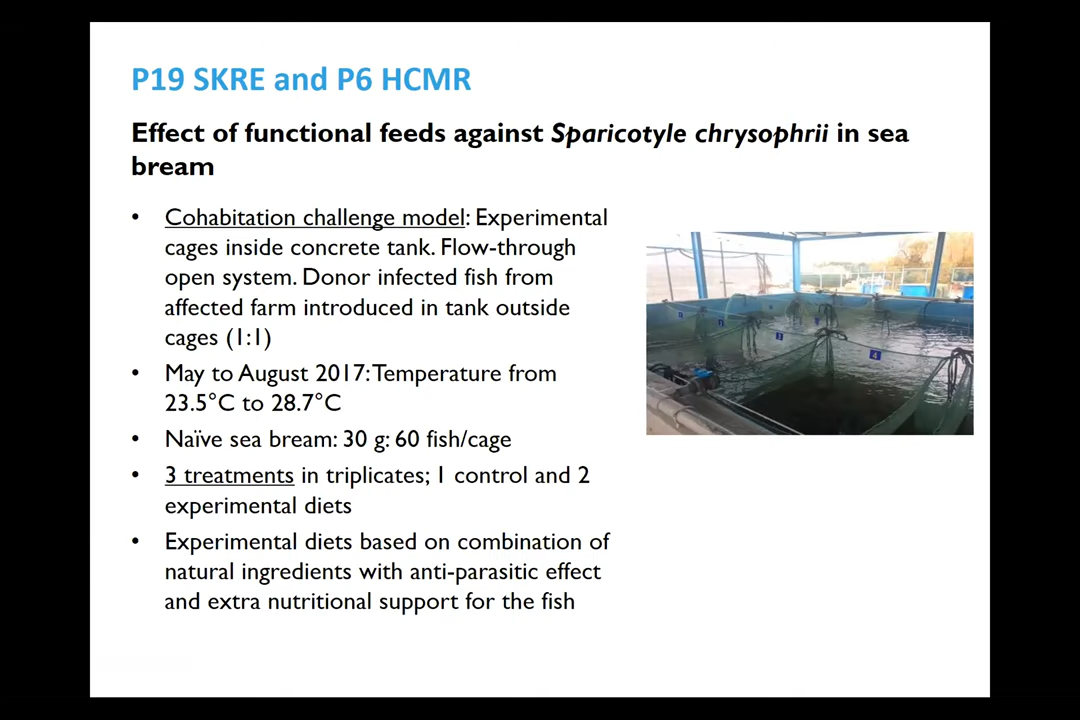 P19 SKRE and P6 HCMR
Effect of functional feeds against Sparicotyle chrysophrii in sea
bream
• Cohabitation challenge model: Experimental
cages inside concrete tank. Flow-through
open system. Donor infected fish from
affected farm introduced in tank outside
cages (1:1)
• May to August 2017: Temperature from
23.5°C to 28.7°C
• Naïve sea bream: 30 g: 60 fish/cage
• 3 treatments in triplicates; 1 control and 2
experimental diets
• Experimental diets based on combination of
natural ingredients with anti-parasitic effect
and extra nutritional support for the fish
1
2
3
4